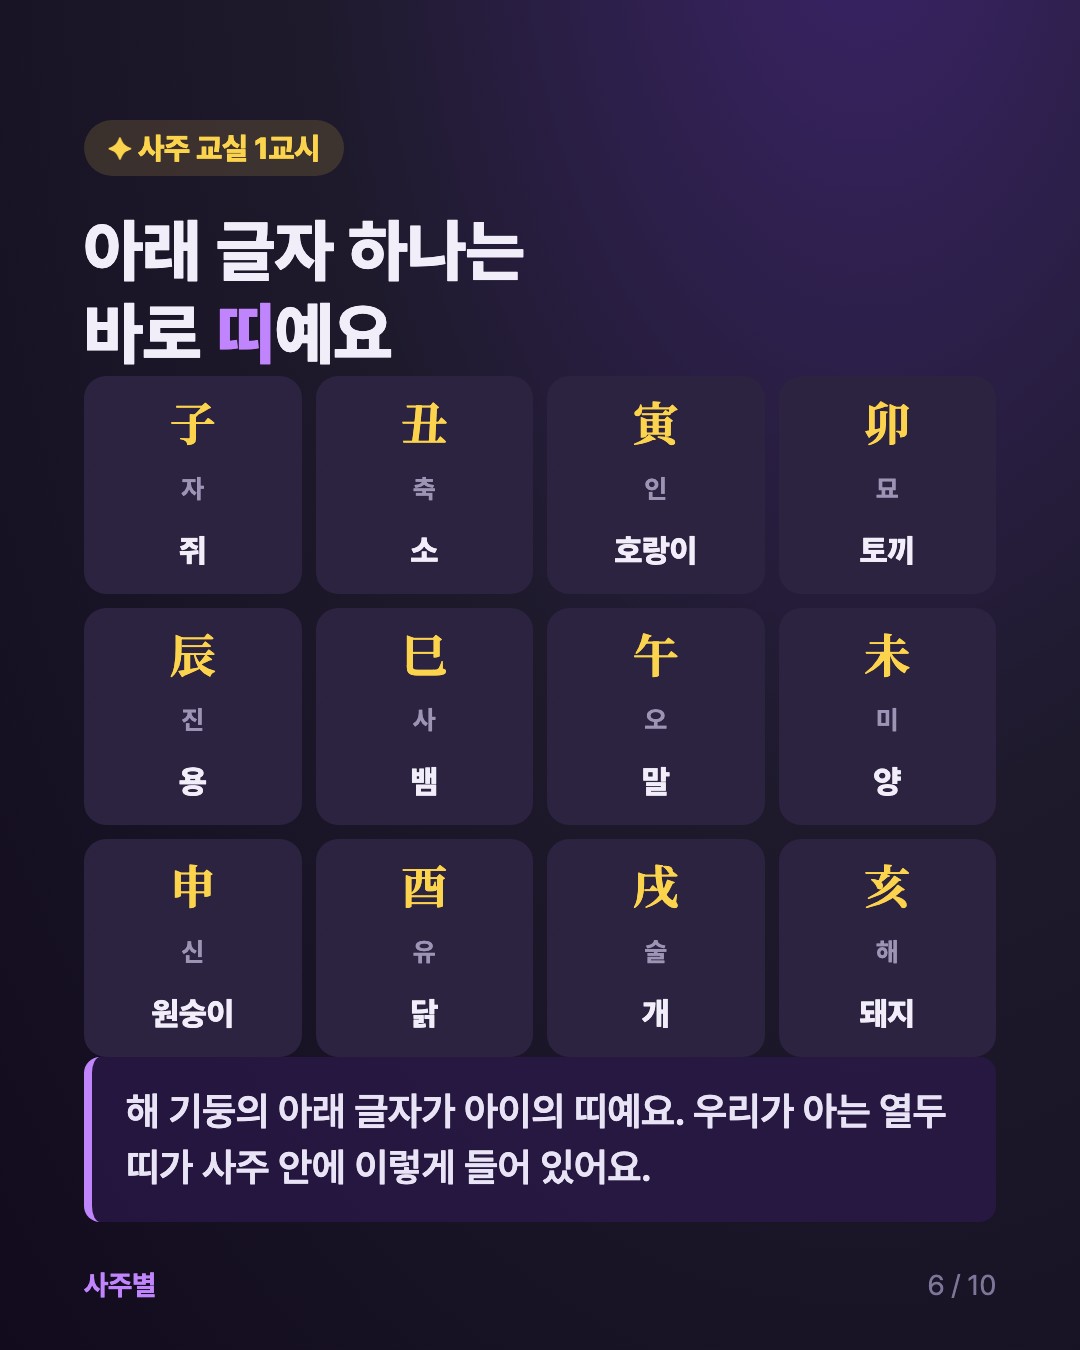 ✦ 사주 교실 1교시
아래 글자 하나는
바로 띠예요
子 丑 寅 卯
자 축 인 묘
쥐 소 호랑이 토끼
辰 巳 午 未
진 사 오 미
용 뱀 말 양
申 酉 戌 亥
신 유 술 해
원숭이 닭 개 돼지
해 기둥의 아래 글자가 아이의 띠예요. 우리가 아는 열두
띠가 사주 안에 이렇게 들어 있어요.
사주별 6 / 10